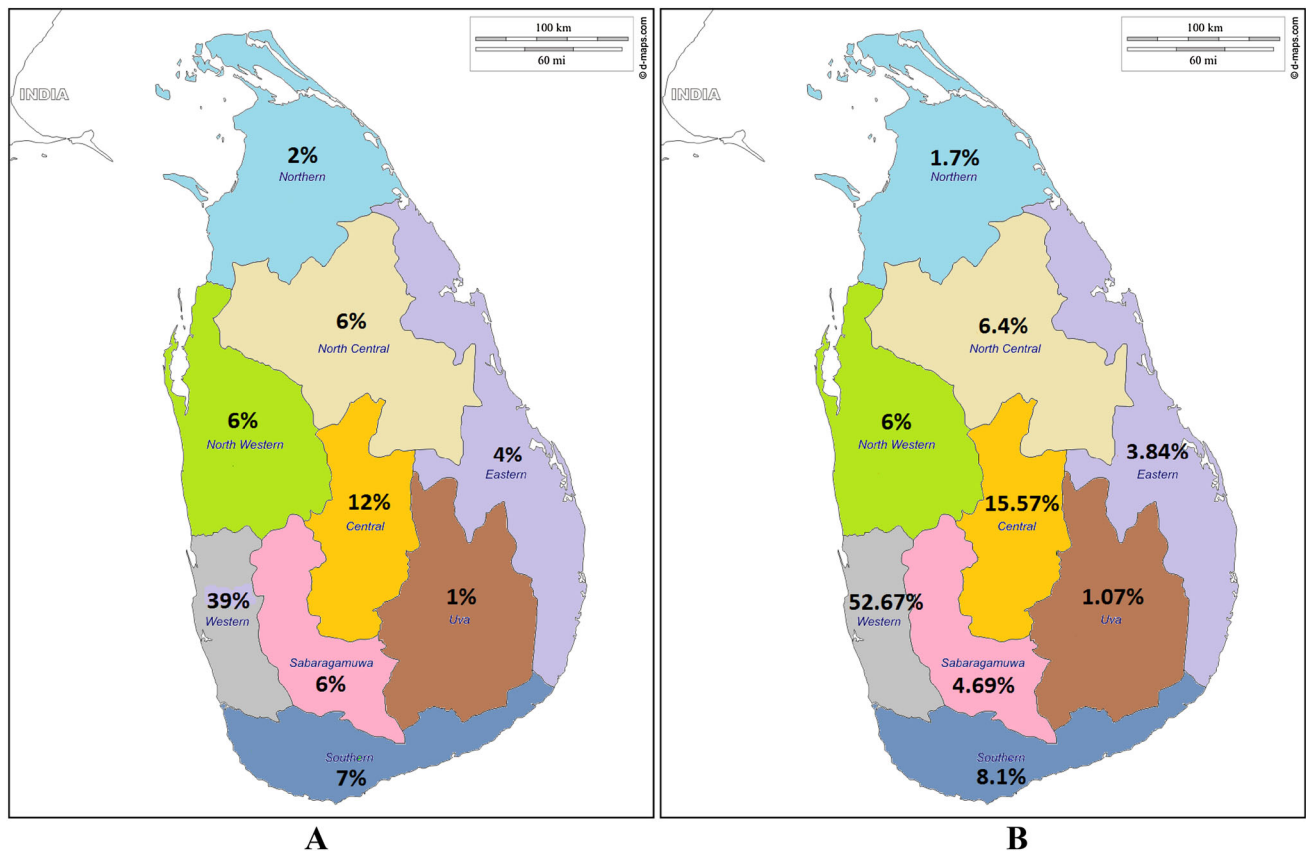 100 km
60 mi
© d-maps.com
INDIA
2%
Northern
6%
North Central
6%
North Western
4%
Eastern
12%
Central
39%
Western
1%
Uva
Sabaragamuwa
6%
Southern
7%
A
100 km
60 mi
© d-maps.com
INDIA
1.7%
Northern
6.4%
North Central
6%
North Western
3.84%
Eastern
15.57%
Central
52.67%
Western
1.07%
Uva
Sabaragamuwa
4.69%
Southern
8.1%
B